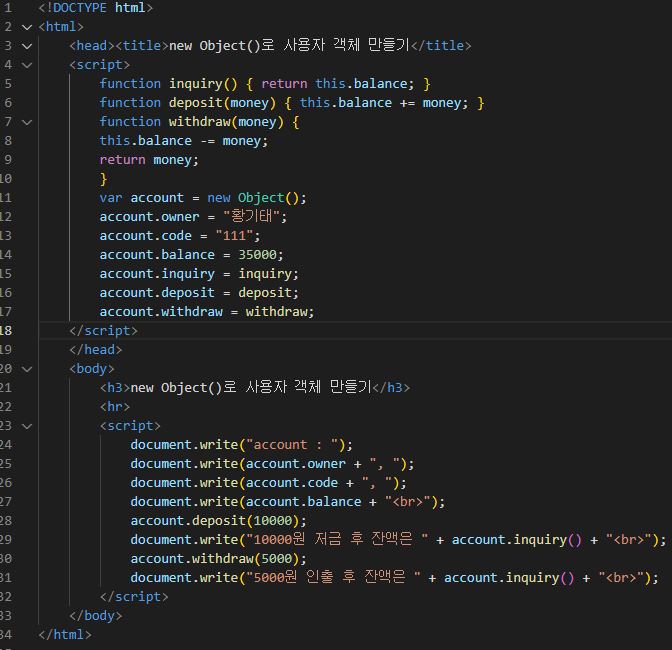 1 <!DOCTYPE html>
2 <html>
3 <head><title>new Object()로 사용자 객체 만들기</title>
4 <script>
5 function inquiry() { return this.balance; }
6 function deposit(money) { this.balance += money; }
7 function withdraw(money) {
8 this.balance -= money;
9 return money;
10 }
11 var account = new Object();
12 account.owner = "황기태";
13 account.code = "111";
14 account.balance = 35000;
15 account.inquiry = inquiry;
16 account.deposit = deposit;
17 account.withdraw = withdraw;
18 </script>
19 </head>
20 <body>
21 <h3>new Object()로 사용자 객체 만들기</h3>
22 <hr>
23 <script>
24 document.write("account : ");
25 document.write(account.owner + ", ");
26 document.write(account.code + ", ");
27 document.write(account.balance + "<br>");
28 account.deposit(10000);
29 document.write("10000원 저금 후 잔액은 " + account.inquiry() + "<br>");
30 account.withdraw(5000);
31 document.write("5000원 인출 후 잔액은 " + account.inquiry() + "<br>");
32 </script>
33 </body>
34 </html>